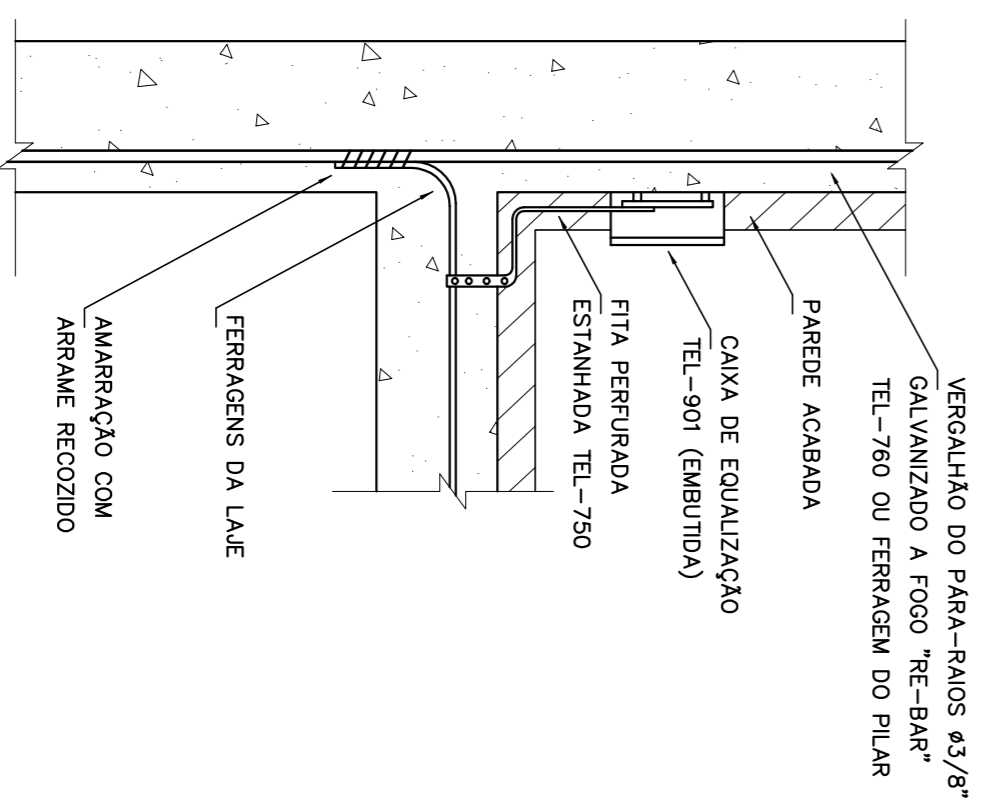 VERGALHÃO DO PÁRA-RAIOS ø3/8"
GALVANIZADO A FOGO "RE-BAR"
TEL-760 OU FERRAGEM DO PILAR
PAREDE ACABADA
CAIXA DE EQUALIZAÇÃO
TEL-901 (EMBUTIDA)
FITA PERFURADA
ESTANHADA TEL-750
FERRAGENS DA LAJE
AMARRAÇÃO COM
ARRAME RECOZIDO